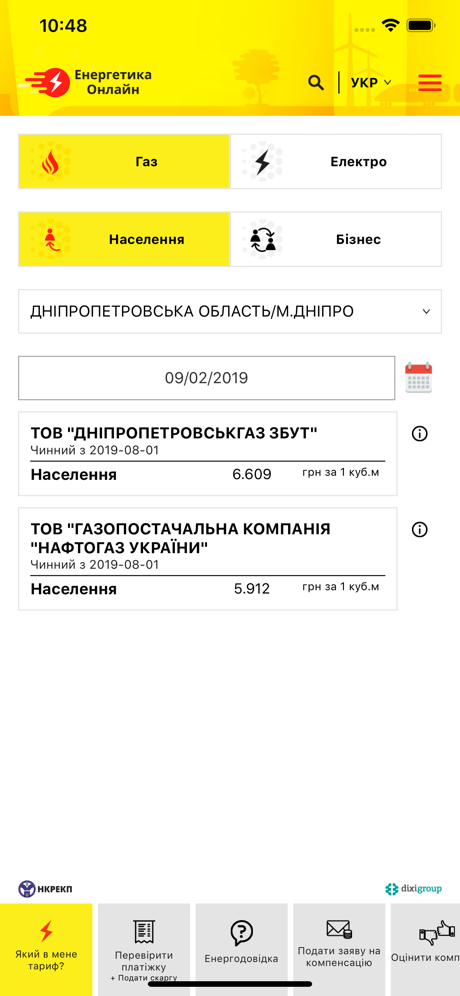 10:48
Енергетика
Онлайн
УКР
Газ
Електро
Населення
Бізнес
ДНІПРОПЕТРОВСЬКА ОБЛАСТЬ/М.ДНІПРО
09/02/2019
ТОВ "ДНІПРОПЕТРОВСЬКГАЗ ЗБУТ"
Чинний з 2019-08-01
Населення 6.609 грн за 1 куб.м
ТОВ "ГАЗОПОСТАЧАЛЬНА КОМПАНІЯ
"НАФТОГАЗ УКРАЇНИ"
Чинний з 2019-08-01
Населення 5.912 грн за 1 куб.м
НКРЕКП
dixigroup
Який в мене
тариф?
Перевірити
платіжку
+ Подати скаргу
Енергодовідка
Подати заяву на
компенсацію
Оцінити комп